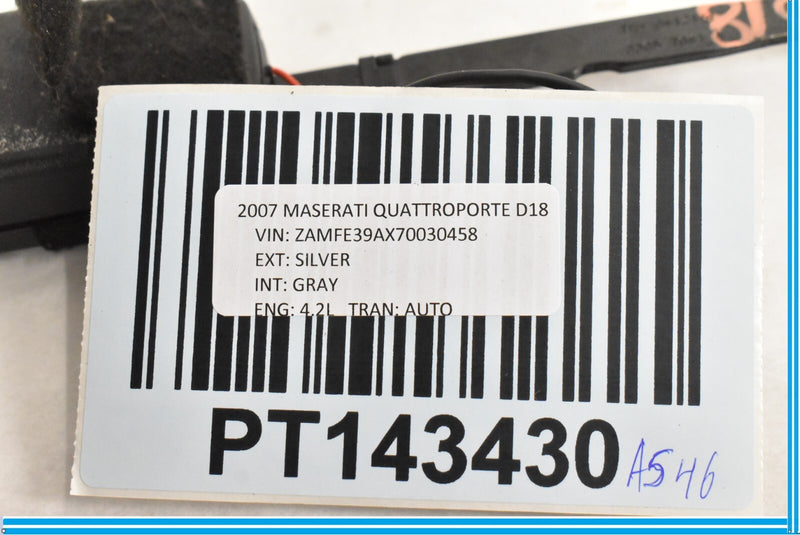 2007 MASERATI QUATTROPORTE D18
VIN: ZAMFE39AX70030458
EXT: SILVER
INT: GRAY
ENG: 4.2L TRAN: AUTO
PT143430
A546